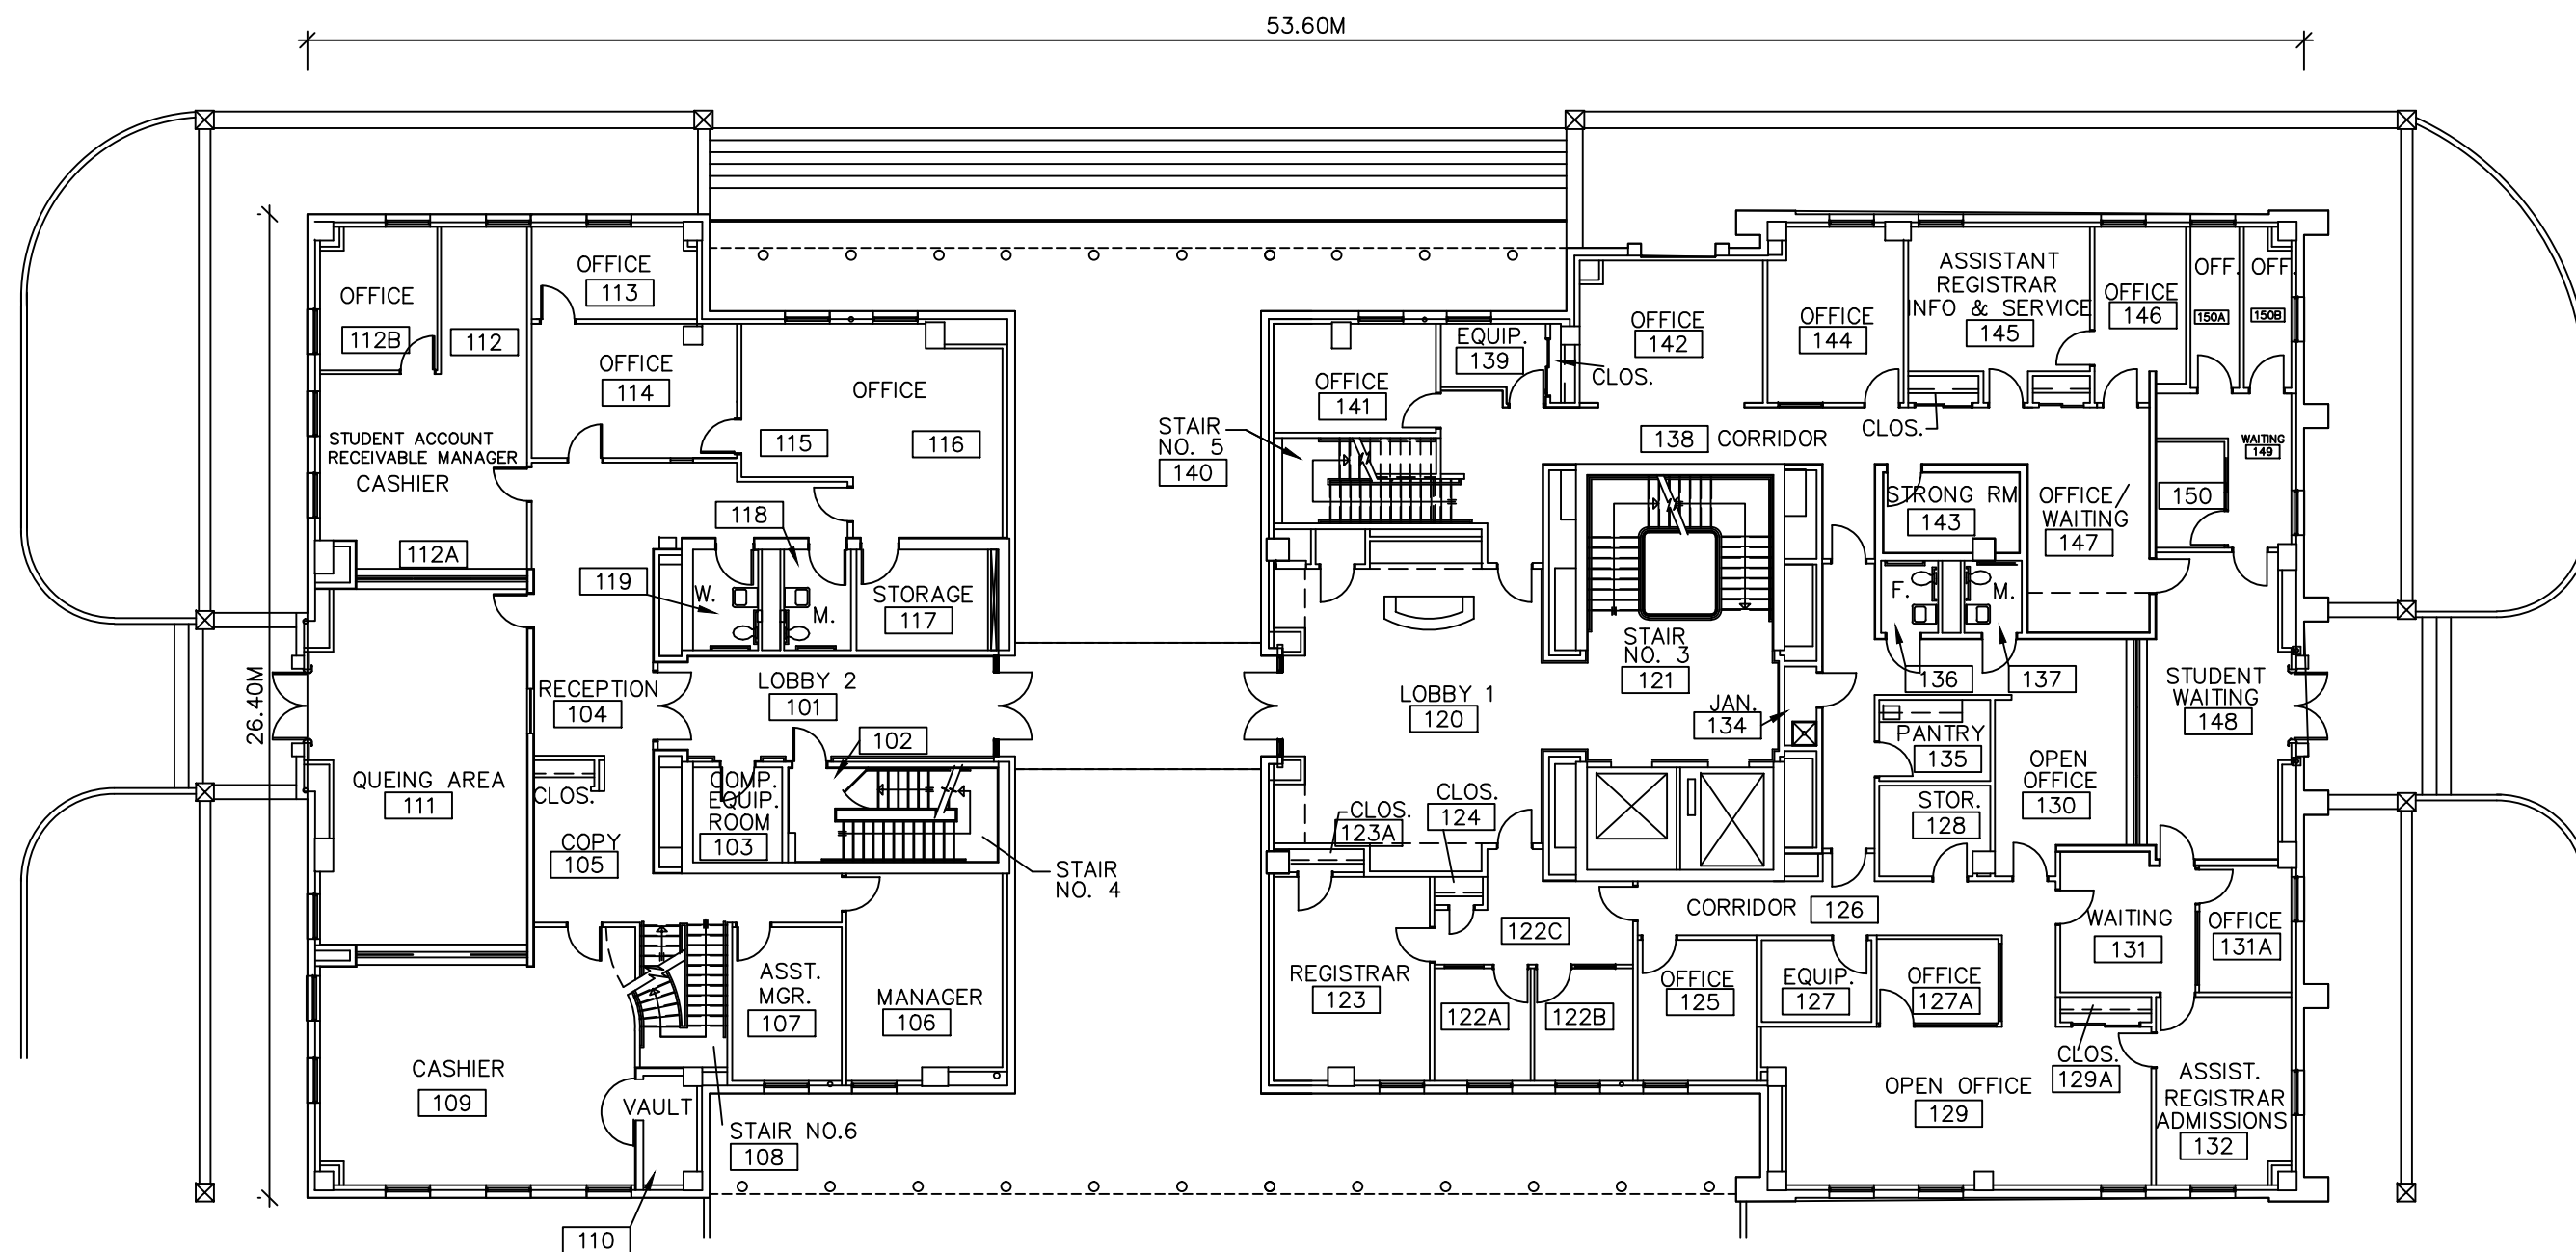 53.60M
26.40M
OFFICE
113
OFFICE
112B
112
OFFICE
114
OFFICE
115
116
STUDENT ACCOUNT
RECEIVABLE MANAGER
CASHIER
112A
118
119
W.
M.
STORAGE
117
RECEPTION
104
LOBBY 2
101
102
QUEING AREA
111
CLOS.
COMP.
EQUIP.
ROOM
103
COPY
105
STAIR
NO. 4
ASST.
MGR.
107
MANAGER
106
CASHIER
109
VAULT
STAIR NO.6
108
110
EQUIP.
139
CLOS.
OFFICE
141
STAIR
NO. 5
140
OFFICE
142
OFFICE
144
ASSISTANT
REGISTRAR
INFO & SERVICE
145
OFFICE
146
OFF.
150A
OFF.
150B
138 CORRIDOR
CLOS.
WAITING
149
150
STRONG RM
143
OFFICE/
WAITING
147
F.
M.
136
137
STAIR
NO. 3
121
LOBBY 1
120
JAN.
134
PANTRY
135
STOR.
128
OPEN
OFFICE
130
STUDENT
WAITING
148
CLOS.
123A
CLOS.
124
CORRIDOR 126
122C
REGISTRAR
123
122A
122B
OFFICE
125
EQUIP.
127
OFFICE
127A
WAITING
131
OFFICE
131A
CLOS.
129A
OPEN OFFICE
129
ASSIST.
REGISTRAR
ADMISSIONS
132